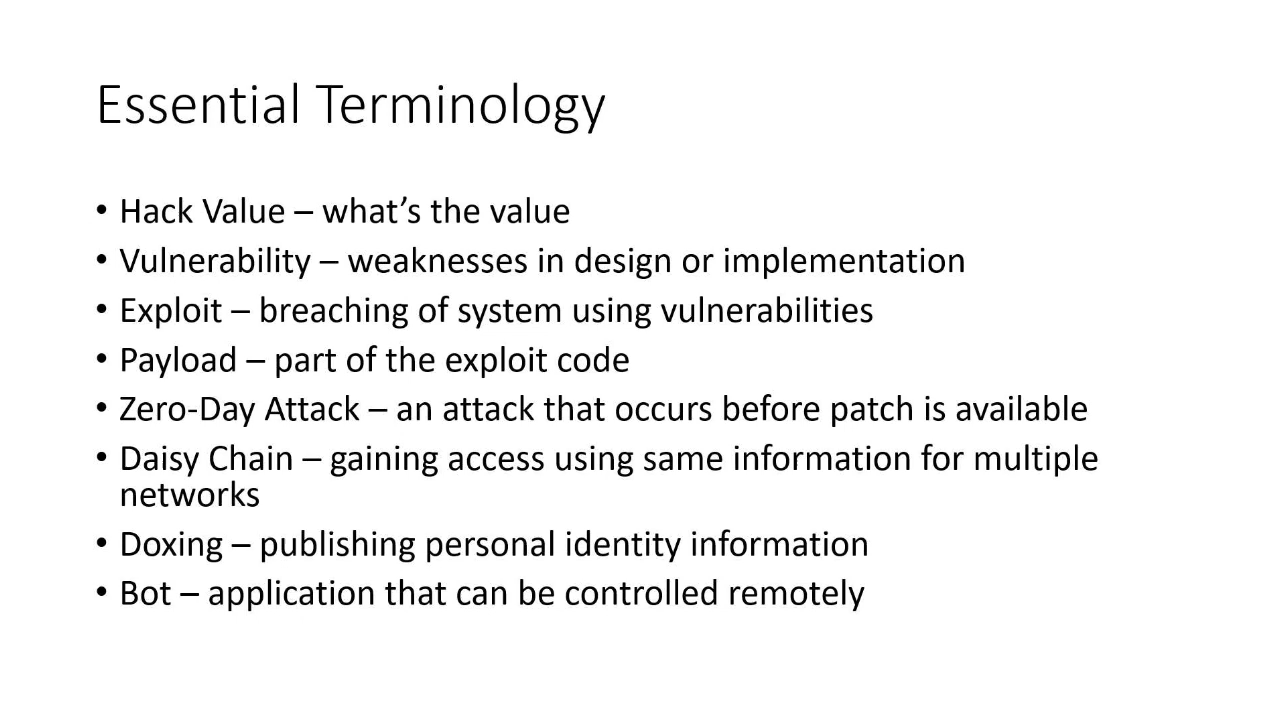 Essential Terminology
• Hack Value – what’s the value
• Vulnerability – weaknesses in design or implementation
• Exploit – breaching of system using vulnerabilities
• Payload – part of the exploit code
• Zero-Day Attack – an attack that occurs before patch is available
• Daisy Chain – gaining access using same information for multiple
networks
• Doxing – publishing personal identity information
• Bot – application that can be controlled remotely